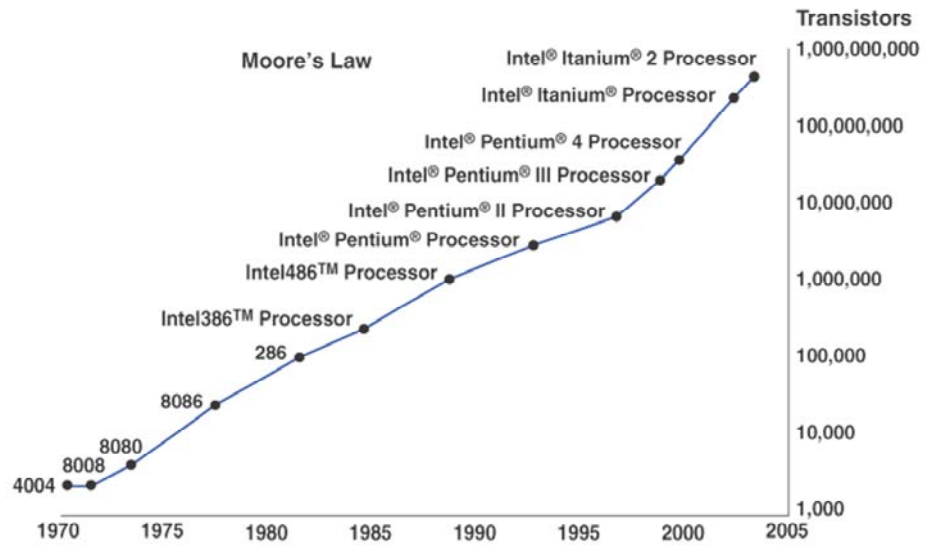 Transistors
Moore's Law
1,000,000,000
Intel® Itanium® 2 Processor
Intel® Itanium® Processor
100,000,000
Intel® Pentium® 4 Processor
Intel® Pentium® III Processor
10,000,000
Intel® Pentium® II Processor
Intel® Pentium® Processor
Intel486™ Processor
1,000,000
Intel386™ Processor
286
100,000
8086
10,000
8080
8008
4004
1,000
1970 1975 1980 1985 1990 1995 2000 2005